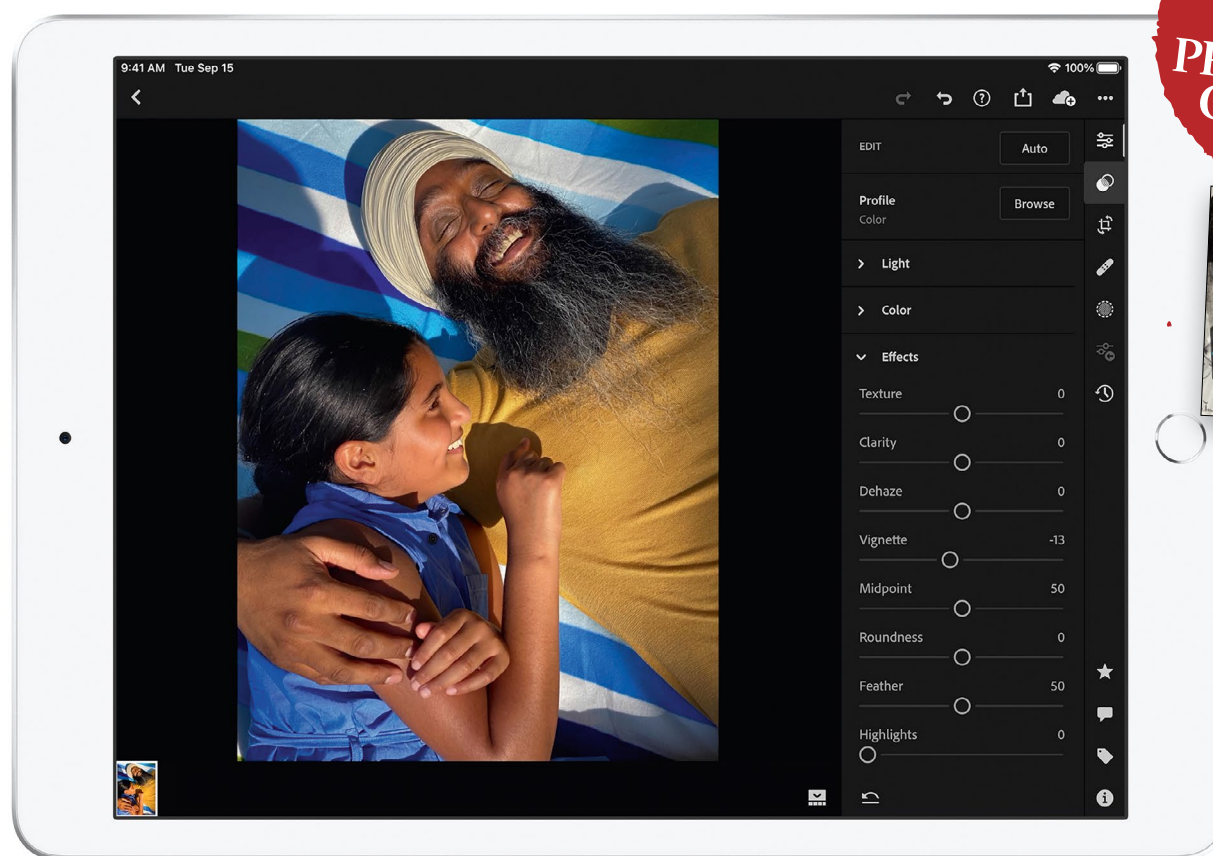 9:41 AM Tue Sep 15
100%
EDIT
Auto
Profile
Browse
Color
Light
Color
Effects
Texture 0
Clarity 0
Dehaze 0
Vignette -13
Midpoint 50
Roundness 0
Feather 50
Highlights 0